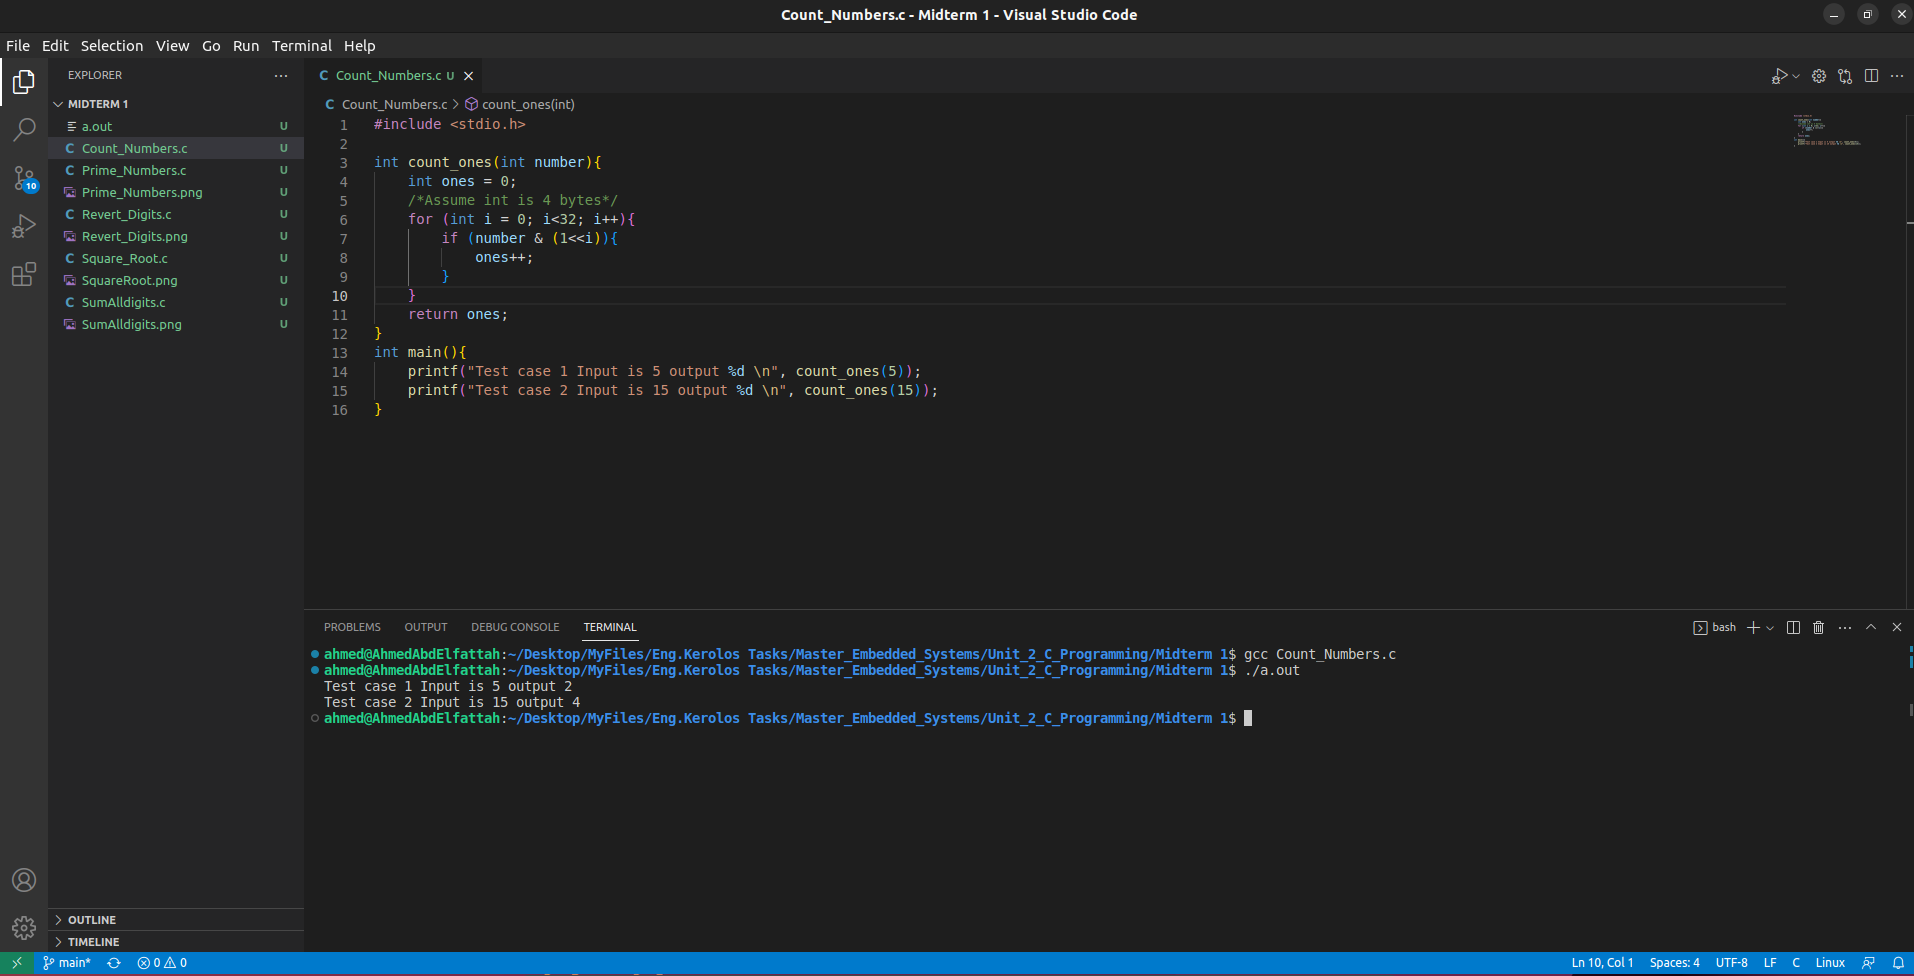 Count_Numbers.c - Midterm 1 - Visual Studio Code
File Edit Selection View Go Run Terminal Help
EXPLORER
MIDTERM 1
a.out U
Count_Numbers.c U
Prime_Numbers.c U
Prime_Numbers.png U
Revert_Digits.c U
Revert_Digits.png U
Square_Root.c U
SquareRoot.png U
SumAlldigits.c U
SumAlldigits.png U
10
OUTLINE
TIMELINE
C Count_Numbers.c U
C Count_Numbers.c > count_ones(int)
1 #include <stdio.h>
2
3 int count_ones(int number){
4 int ones = 0;
5 /*Assume int is 4 bytes*/
6 for (int i = 0; i<32; i++){
7 if (number & (1<<i)){
8 ones++;
9 }
10 }
11 return ones;
12 }
13 int main(){
14 printf("Test case 1 Input is 5 output %d \n", count_ones(5));
15 printf("Test case 2 Input is 15 output %d \n", count_ones(15));
16 }
PROBLEMS OUTPUT DEBUG CONSOLE TERMINAL
bash
ahmed@AhmedAbdElfattah:~/Desktop/MyFiles/Eng.Kerolos Tasks/Master_Embedded_Systems/Unit_2_C_Programming/Midterm 1$ gcc Count_Numbers.c
ahmed@AhmedAbdElfattah:~/Desktop/MyFiles/Eng.Kerolos Tasks/Master_Embedded_Systems/Unit_2_C_Programming/Midterm 1$ ./a.out
Test case 1 Input is 5 output 2
Test case 2 Input is 15 output 4
ahmed@AhmedAbdElfattah:~/Desktop/MyFiles/Eng.Kerolos Tasks/Master_Embedded_Systems/Unit_2_C_Programming/Midterm 1$
main* 0 0
Ln 10, Col 1 Spaces: 4 UTF-8 LF C Linux